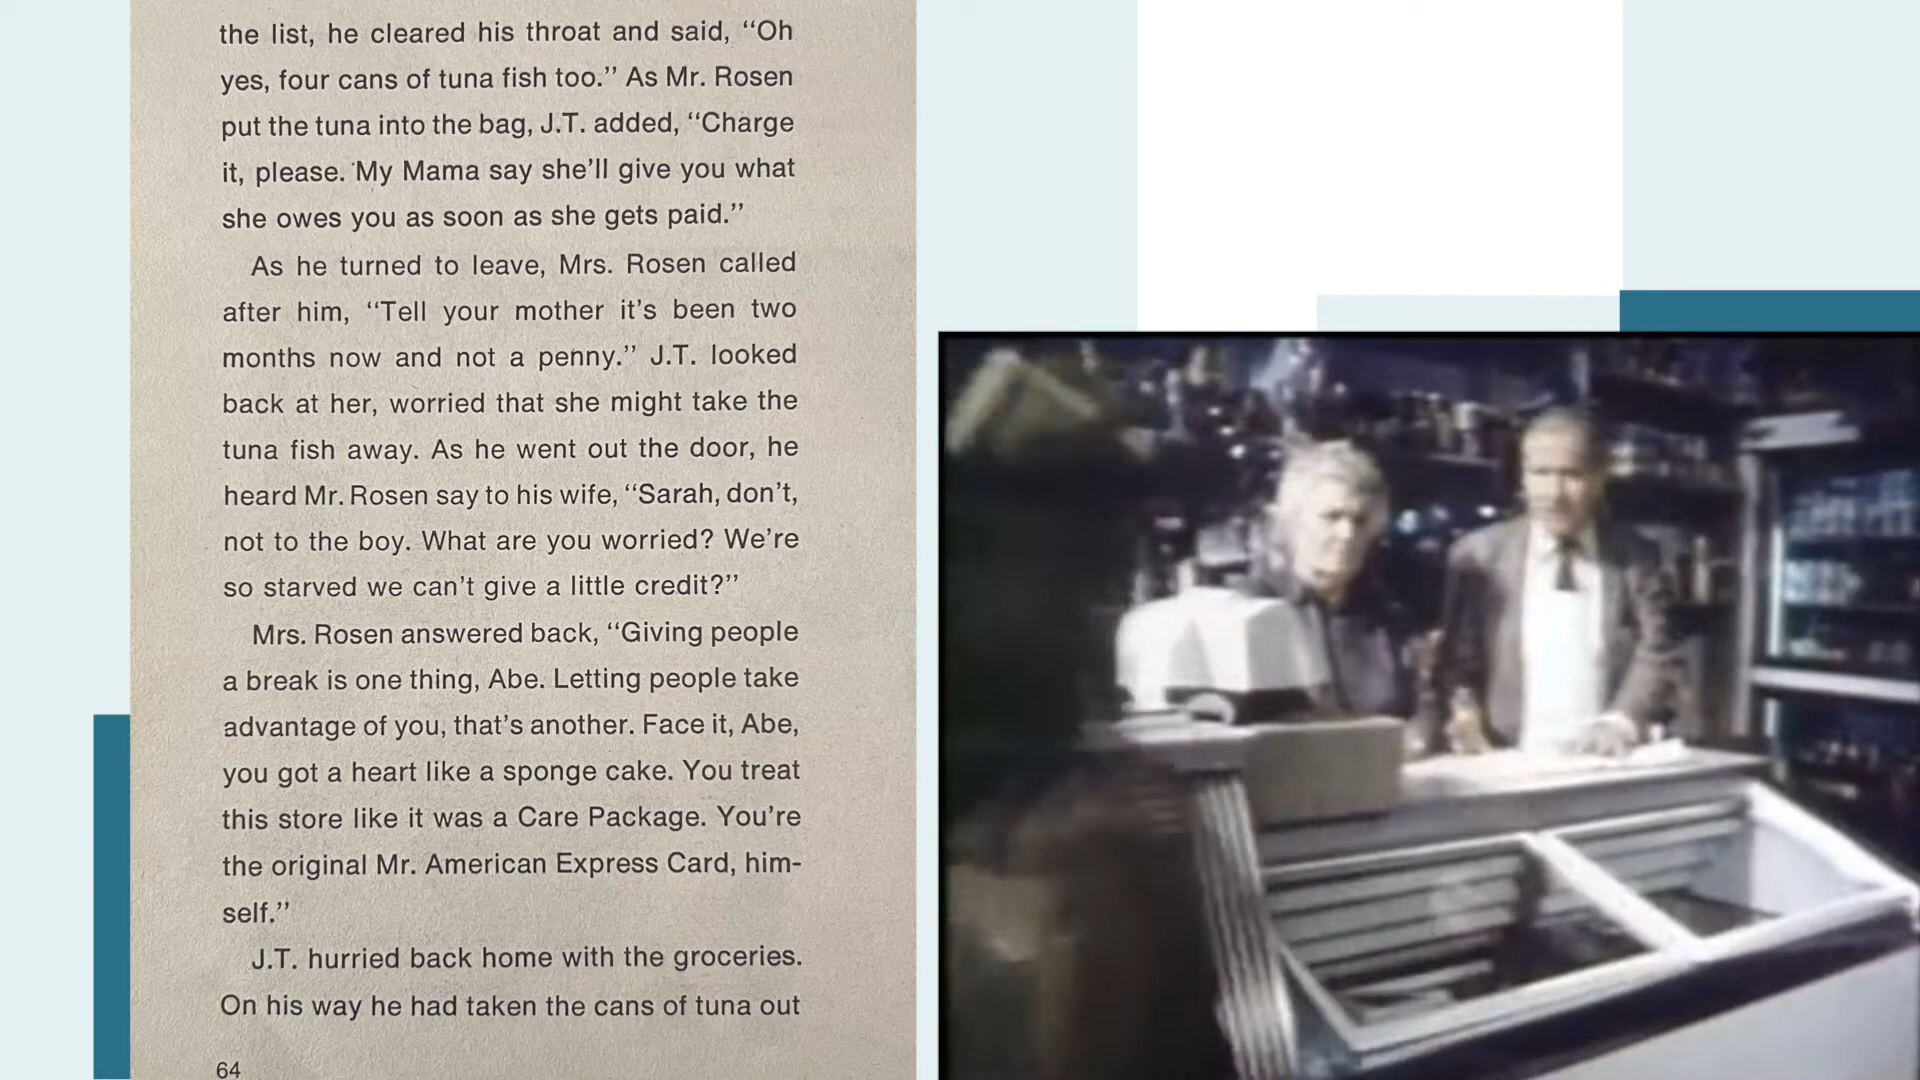 the list, he cleared his throat and said, “Oh
yes, four cans of tuna fish too.” As Mr. Rosen
put the tuna into the bag, J.T. added, “Charge
it, please. My Mama say she’ll give you what
she owes you as soon as she gets paid.”
As he turned to leave, Mrs. Rosen called
after him, “Tell your mother it’s been two
months now and not a penny.” J.T. looked
back at her, worried that she might take the
tuna fish away. As he went out the door, he
heard Mr. Rosen say to his wife, “Sarah, don’t,
not to the boy. What are you worried? We’re
so starved we can’t give a little credit?”
Mrs. Rosen answered back, “Giving people
a break is one thing, Abe. Letting people take
advantage of you, that’s another. Face it, Abe,
you got a heart like a sponge cake. You treat
this store like it was a Care Package. You’re
the original Mr. American Express Card, him-
self.”
J.T. hurried back home with the groceries.
On his way he had taken the cans of tuna out
64